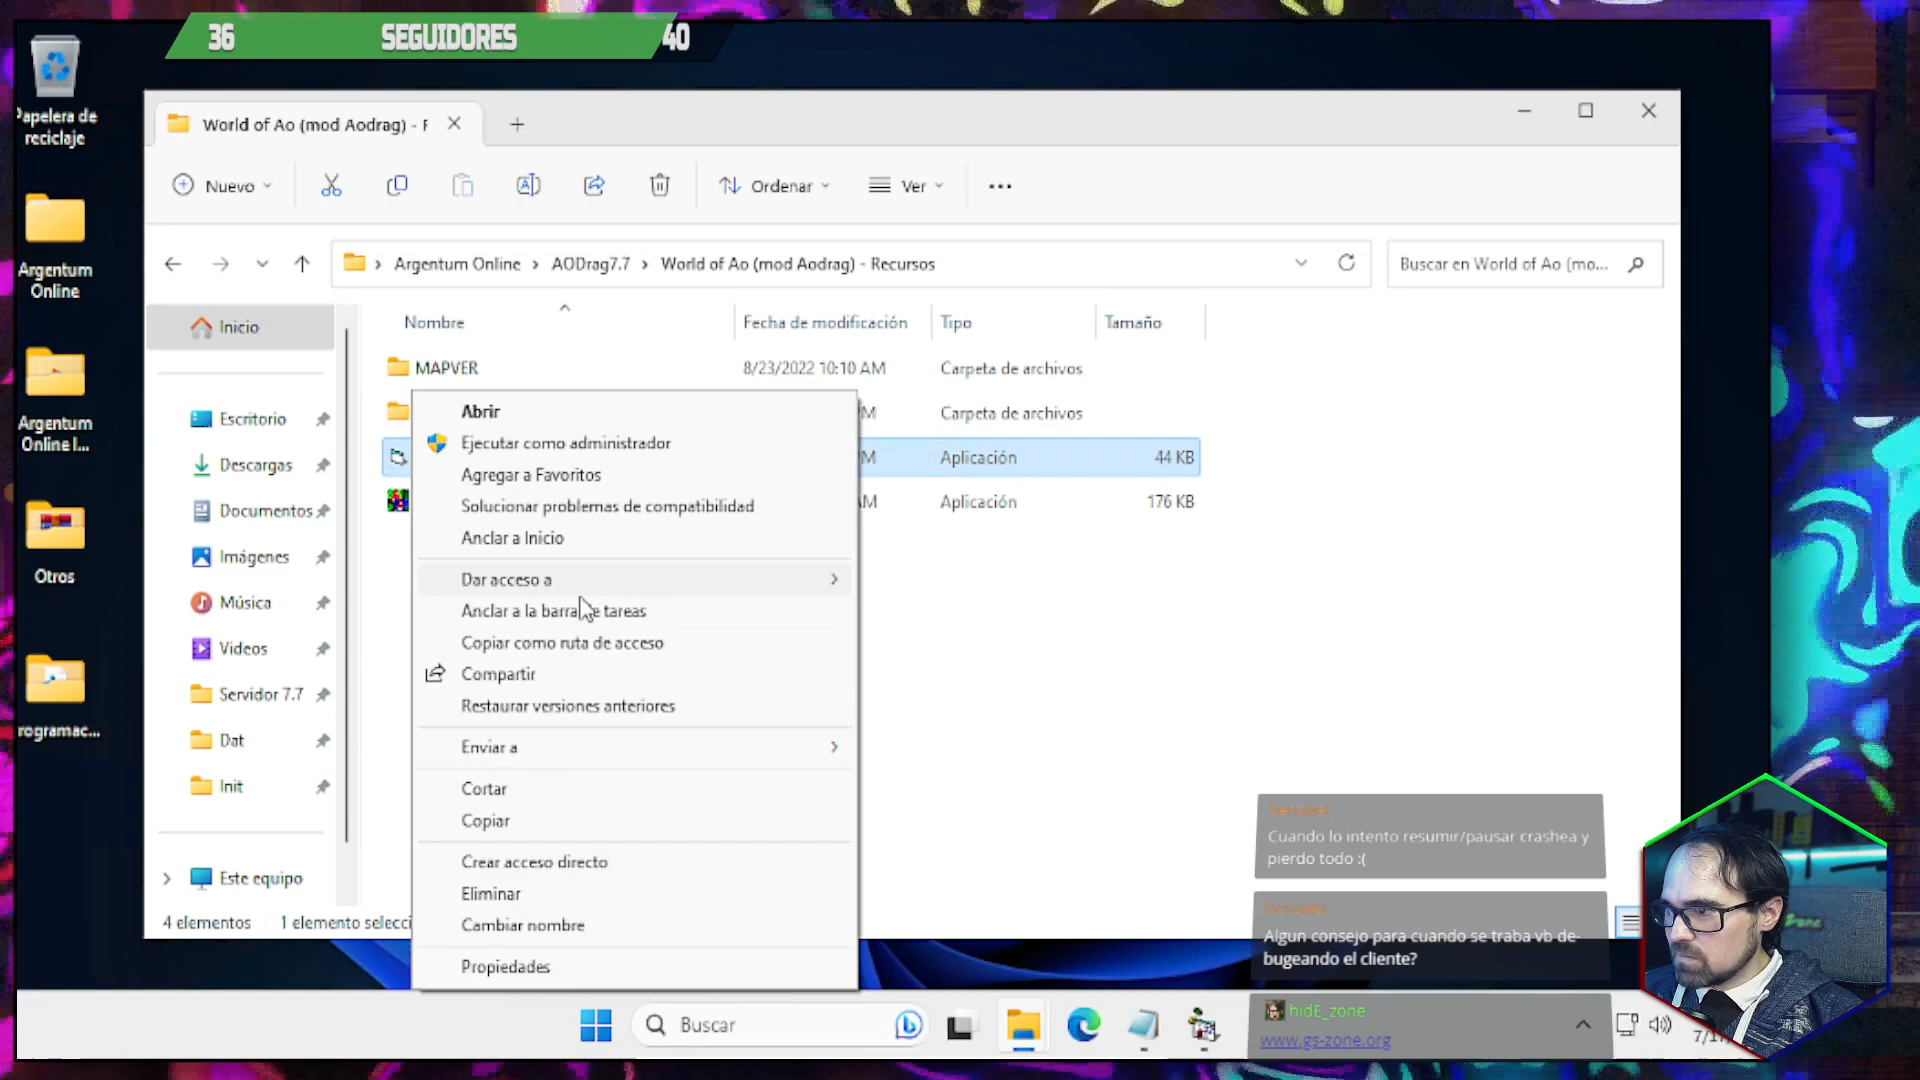 36 SEGUIDORES 40
Papelera de
reciclaje
Argentum
Online
Argentum
Online I...
Otros
rogramac...
World of Ao (mod Aodrag) - F
Nuevo
Ordenar
Ver
Argentum Online > AODrag7.7 > World of Ao (mod Aodrag) - Recursos
Buscar en World of Ao (mo...
Inicio
Escritorio
Descargas
Documentos
Imágenes
Música
Videos
Servidor 7.7
Dat
Init
Este equipo
4 elementos 1 elemento selecci
Nombre Fecha de modificación Tipo Tamaño
MAPVER 8/23/2022 10:10 AM Carpeta de archivos
M Carpeta de archivos
M Aplicación 44 KB
AM Aplicación 176 KB
Abrir
Ejecutar como administrador
Agregar a Favoritos
Solucionar problemas de compatibilidad
Anclar a Inicio
Dar acceso a
Anclar a la barra de tareas
Copiar como ruta de acceso
Compartir
Restaurar versiones anteriores
Enviar a
Cortar
Copiar
Crear acceso directo
Eliminar
Cambiar nombre
Propiedades
Cuando lo intento resumir/pausar crashea y
pierdo todo :(
Algun consejo para cuando se traba vb de-
bugeando el cliente?
hidE_zone
www.gs-zone.org
Buscar